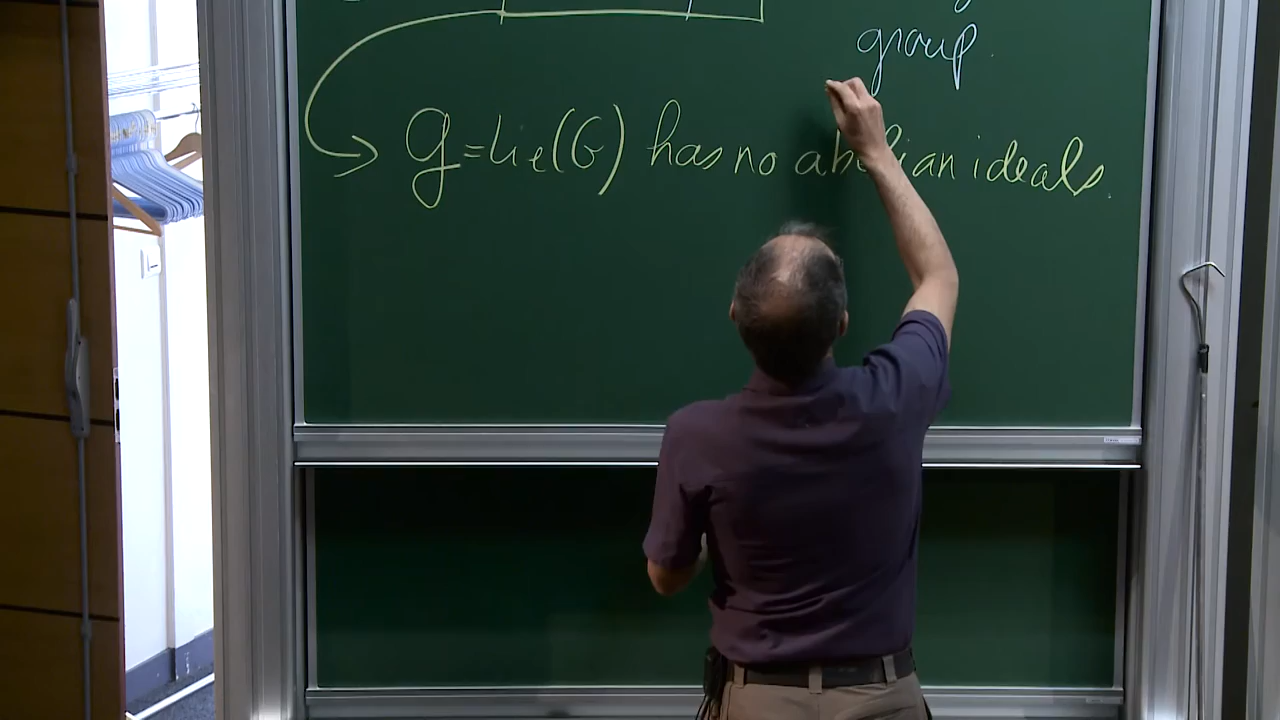 group.
g=Lie(G) has no abelian ideals.